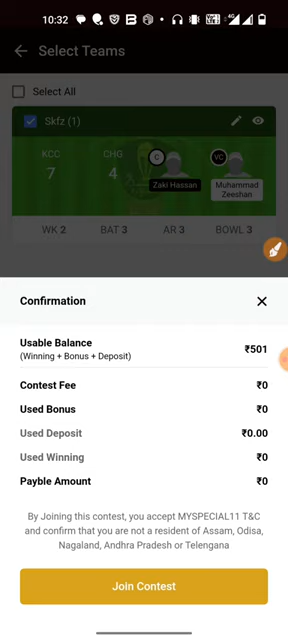 10:32
4G
Select Teams
Select All
Skfz (1)
KCC
7
CHG
4
C
Zaki Hassan
VC
Muhammad
Zeeshan
WK 2
BAT 3
AR 3
BOWL 3
Confirmation
Usable Balance
(Winning + Bonus + Deposit)
₹501
Contest Fee
₹0
Used Bonus
₹0
Used Deposit
₹0.00
Used Winning
₹0
Payble Amount
₹0
By Joining this contest, you accept MYSPECIAL11 T&C
and confirm that you are not a resident of Assam, Odisa,
Nagaland, Andhra Pradesh or Telengana
Join Contest